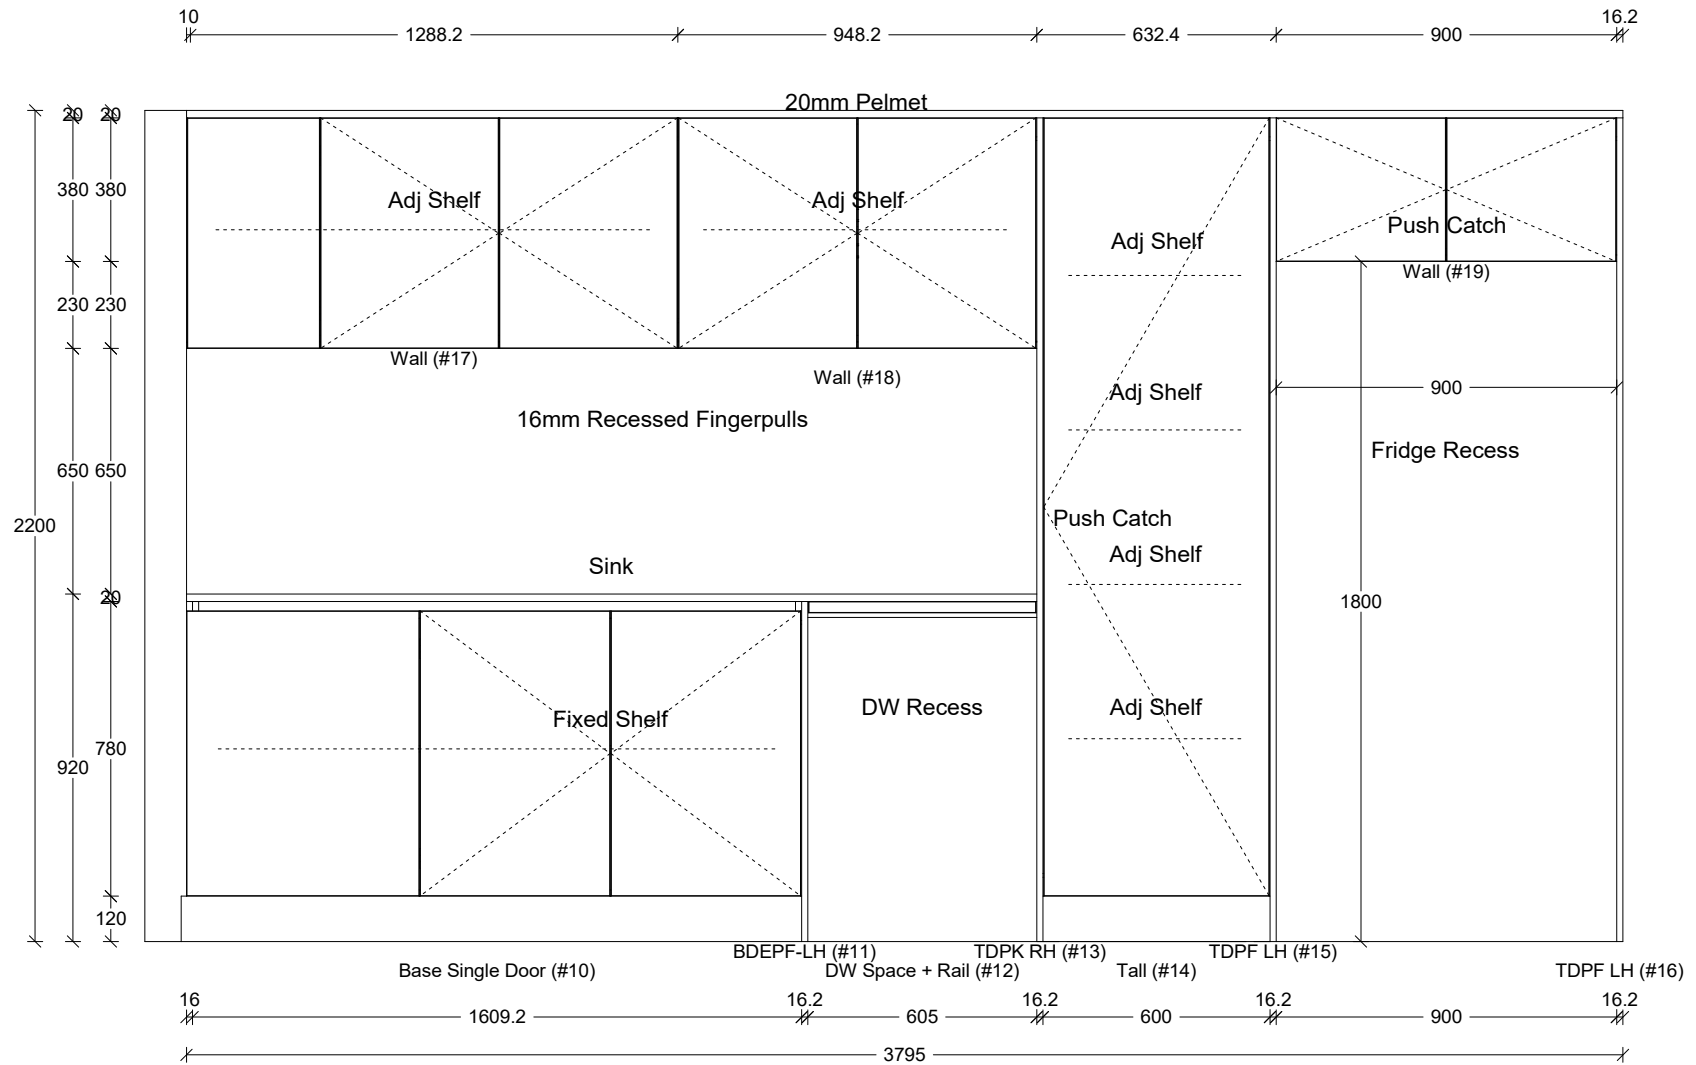 10 16.2
1288.2 948.2 632.4 900
20mm Pelmet
20 20
380 380
Adj Shelf Adj Shelf
Push Catch
Adj Shelf
Wall (#19)
230 230
Wall (#17)
Wall (#18)
900
Adj Shelf
16mm Recessed Fingerpulls
Fridge Recess
650 650
2200
Push Catch
Adj Shelf
Sink
20
1800
DW Recess
Adj Shelf
Fixed Shelf
780
920
120
BDEPF-LH (#11) TDPK RH (#13) TDPF LH (#15)
Base Single Door (#10) DW Space + Rail (#12) Tall (#14) TDPF LH (#16)
16 16.2 16.2 16.2 16.2
1609.2 605 600 900
3795